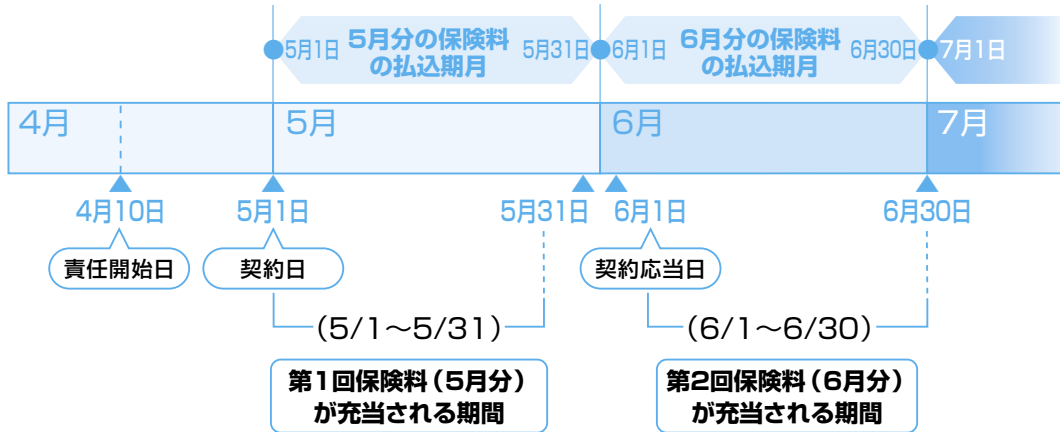 5月1日 5月分の保険料の払込期月 5月31日
6月1日 6月分の保険料の払込期月 6月30日
7月1日
4月 5月 6月 7月
4月10日 5月1日 5月31日 6月1日 6月30日
責任開始日 契約日 契約応当日
(5/1〜5/31) (6/1〜6/30)
第1回保険料(5月分)
が充当される期間
第2回保険料(6月分)
が充当される期間